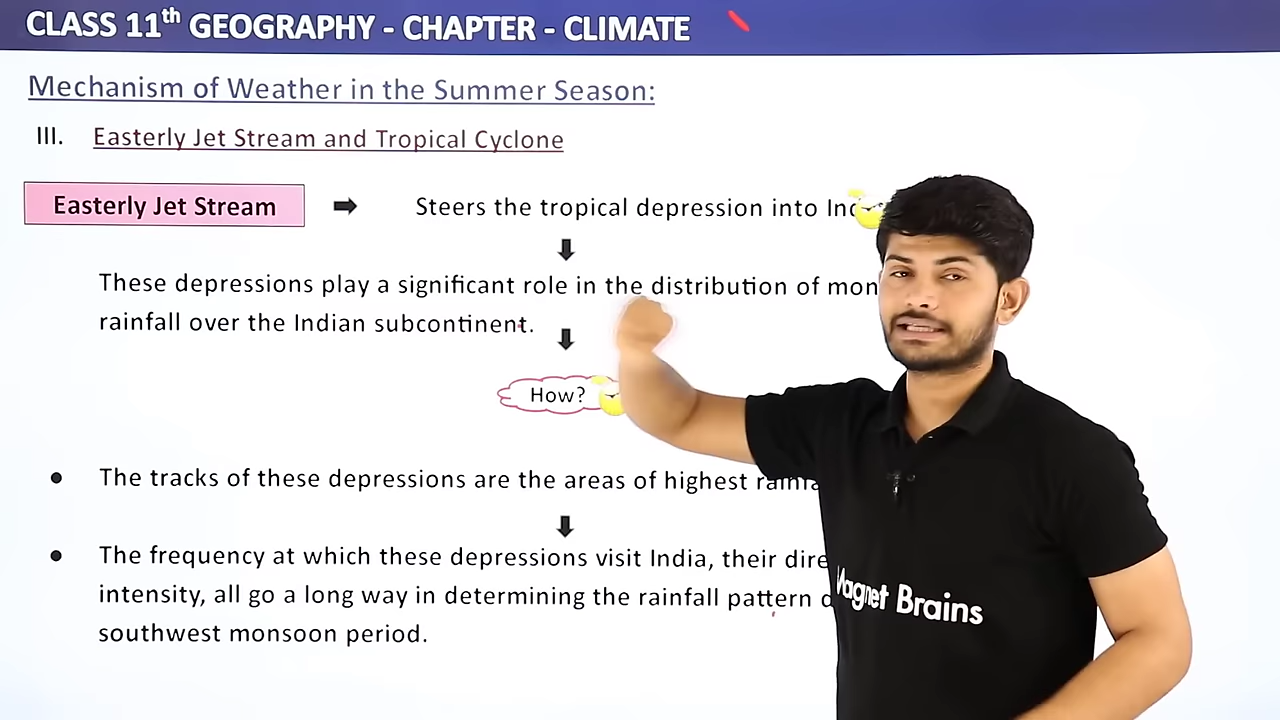 CLASS 11th GEOGRAPHY - CHAPTER - CLIMATE
Mechanism of Weather in the Summer Season:
III. Easterly Jet Stream and Tropical Cyclone
Easterly Jet Stream
Steers the tropical depression into
These depressions play a significant role in the distribution of
rainfall over the Indian subcontinent.
How?
The tracks of these depressions are the areas of highest
The frequency at which these depressions visit India, their
intensity, all go a long way in determining the rainfall pattern
southwest monsoon period.
Magnet Brains